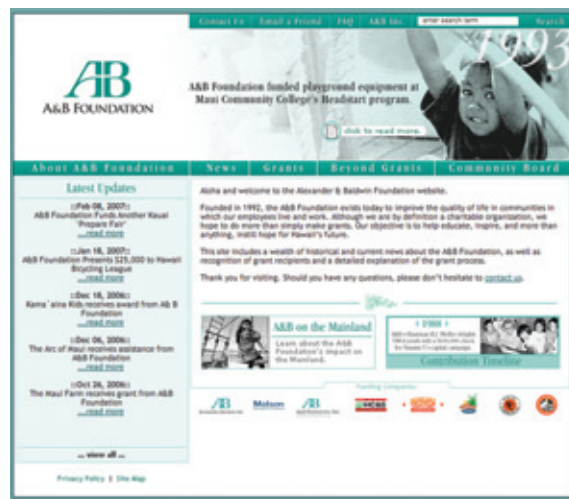 Contact Us Email a Friend FAQ A&B Inc. enter search term Search
1993
AB
A&B FOUNDATION
A&B Foundation funded playground equipment at
Maui Community College's Headstart program.
click to read more.
About A&B Foundation News Grants Beyond Grants Community Board
Latest Updates
::Feb 08, 2007::
A&B Foundation Funds Another Kauai
'Prepare Fair'
...read more
::Jan 18, 2007::
A&B Foundation Presents $25,000 to Hawaii
Bicycling League
...read more
::Dec 18, 2006::
Kama`aina Kids receives award from A& B
Foundation
...read more
::Dec 06, 2006::
The Arc of Maui receives assistance from
A&B Foundation
...read more
::Oct 26, 2006::
The Maui Farm receives grant from A&B
Foundation
...read more
... view all ...
Privacy Policy | Site Map
Aloha and welcome to the Alexander & Baldwin Foundation website.
Founded in 1992, the A&B Foundation exists today to improve the quality of life in communities in
which our employees live and work. Although we are by definition a charitable organization, we
hope to do more than simply make grants. Our objective is to help educate, inspire, and more than
anything, instill hope for Hawaii's future.
This site includes a wealth of historical and current news about the A&B Foundation, as well as
recognition of grant recipients and a detailed explanation of the grant process.
Thank you for visiting. Should you have any questions, please don't hesitate to contact us.
A&B on the Mainland
Learn about the A&B
Foundation's impact on
the Mainland.
1988
Contribution Timeline
Funding Companies
AB
Matson
AB
HC&S